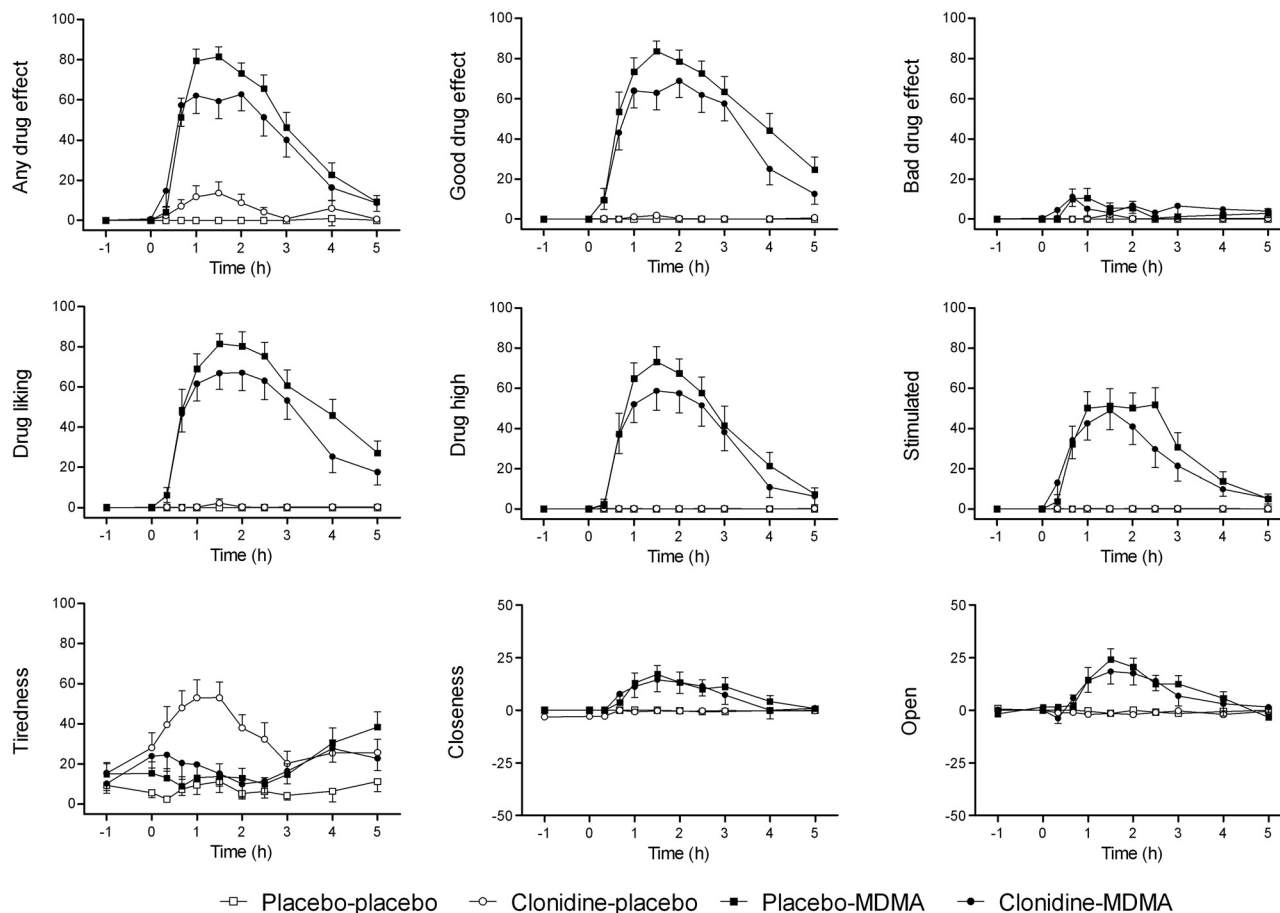 Any drug effect
100
80
60
40
20
0
-1 0 1 2 3 4 5
Time (h)
Good drug effect
100
80
60
40
20
0
-1 0 1 2 3 4 5
Time (h)
Bad drug effect
100
80
60
40
20
0
-1 0 1 2 3 4 5
Time (h)
Drug liking
100
80
60
40
20
0
-1 0 1 2 3 4 5
Time (h)
Drug high
100
80
60
40
20
0
-1 0 1 2 3 4 5
Time (h)
Stimulated
100
80
60
40
20
0
-1 0 1 2 3 4 5
Time (h)
Tiredness
100
80
60
40
20
0
-1 0 1 2 3 4 5
Time (h)
Closeness
50
25
0
-25
-50
-1 0 1 2 3 4 5
Time (h)
Open
50
25
0
-25
-50
-1 0 1 2 3 4 5
Time (h)
Placebo-placebo Clonidine-placebo Placebo-MDMA Clonidine-MDMA